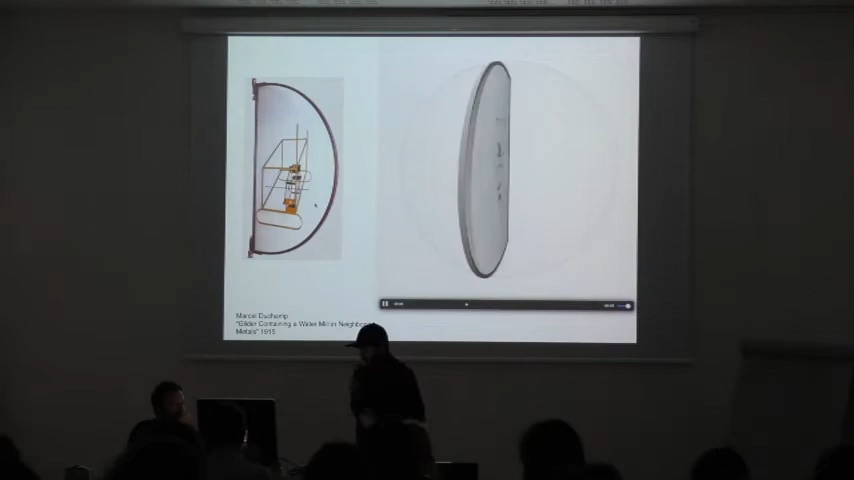 Marcel Duchamp
"Glider Containing a Water Mill in Neighboring
Metals" 1915